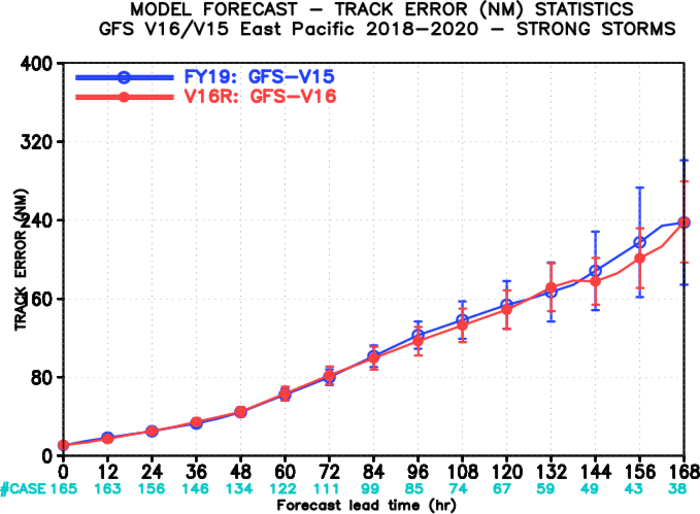 MODEL FORECAST – TRACK ERROR (NM) STATISTICS
GFS V16/V15 East Pacific 2018–2020 – STRONG STORMS
FY19: GFS–V15
V16R: GFS–V16
400
320
240
160
80
0
TRACK ERROR (NM)
0 12 24 36 48 60 72 84 96 108 120 132 144 156 168
#CASE 165 163 156 146 134 122 111 99 85 74 67 59 49 43 38
Forecast lead time (hr)